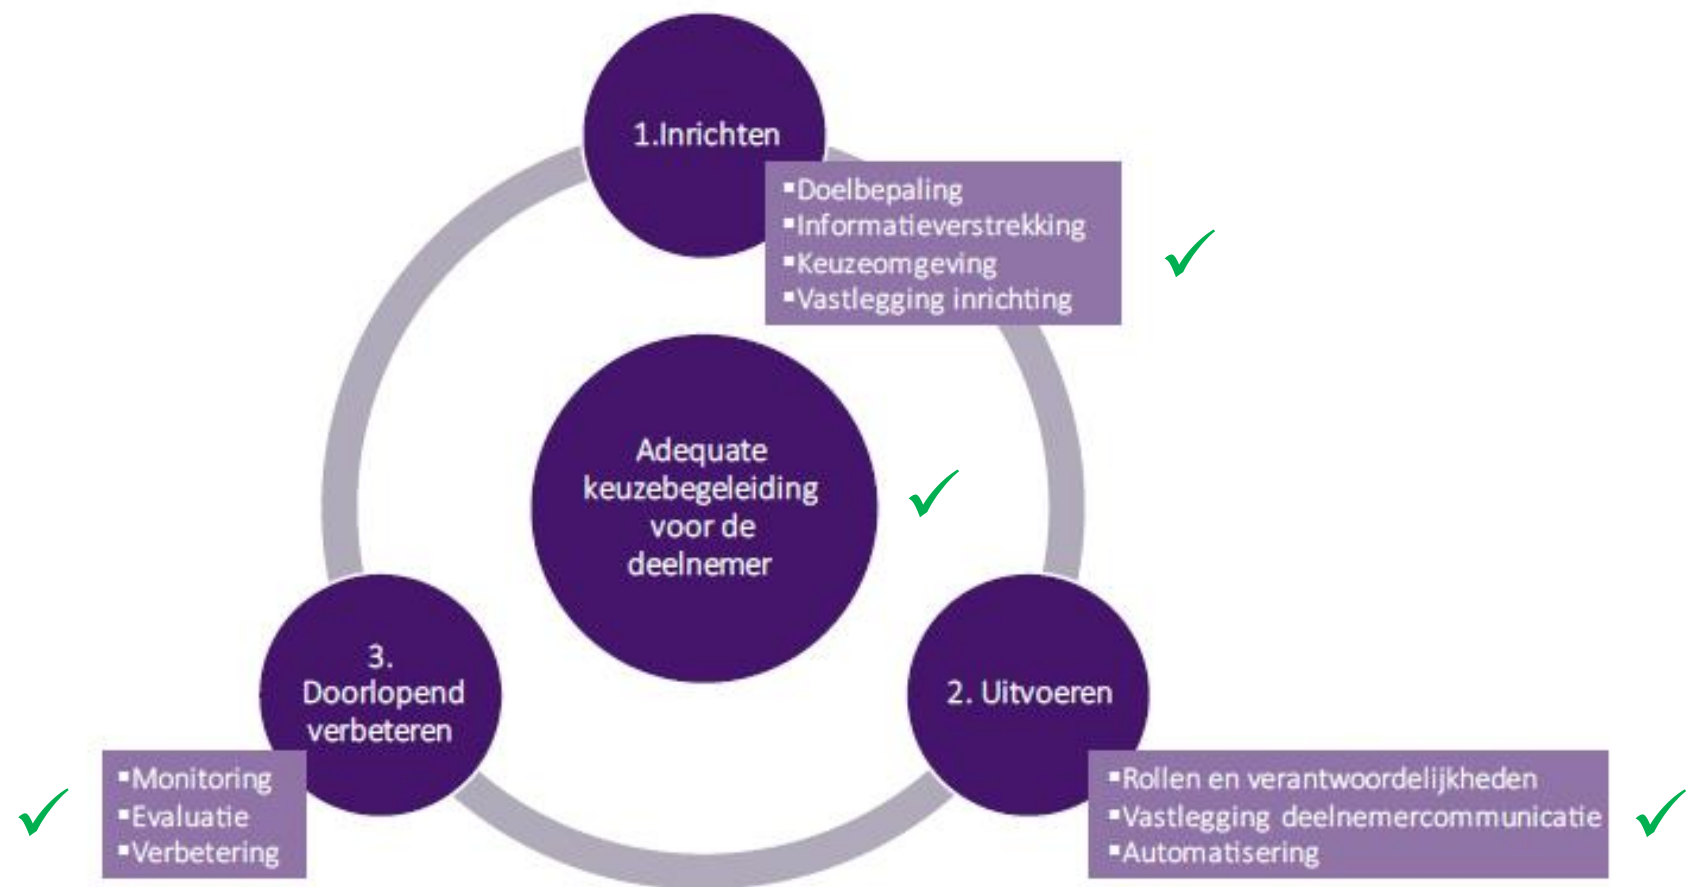 1.Inrichten
▪Doelbepaling
▪Informatieverstrekking
▪Keuzeomgeving
▪Vastlegging inrichting
Adequate
keuzebegeleiding
voor de
deelnemer
2. Uitvoeren
▪Rollen en verantwoordelijkheden
▪Vastlegging deelnemercommunicatie
▪Automatisering
3.
Doorlopend
verbeteren
▪Monitoring
▪Evaluatie
▪Verbetering